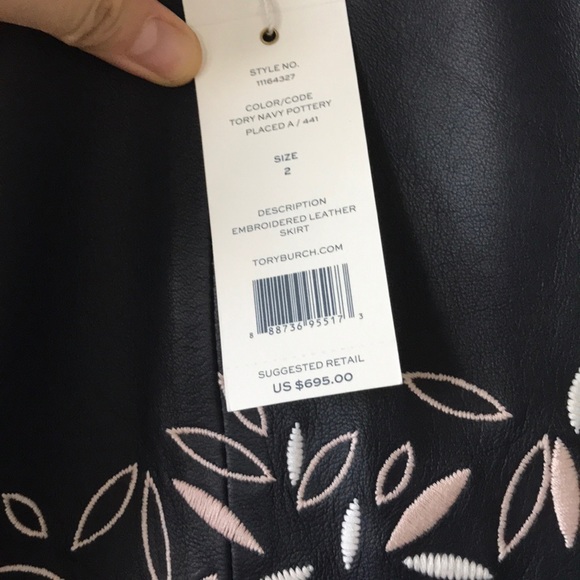 STYLE NO.
11164327
COLOR/CODE
TORY NAVY POTTERY
PLACED A / 441
SIZE
2
DESCRIPTION
EMBROIDERED LEATHER
SKIRT
TORYBURCH.COM
8 88736 95517 3
SUGGESTED RETAIL
US $695.00